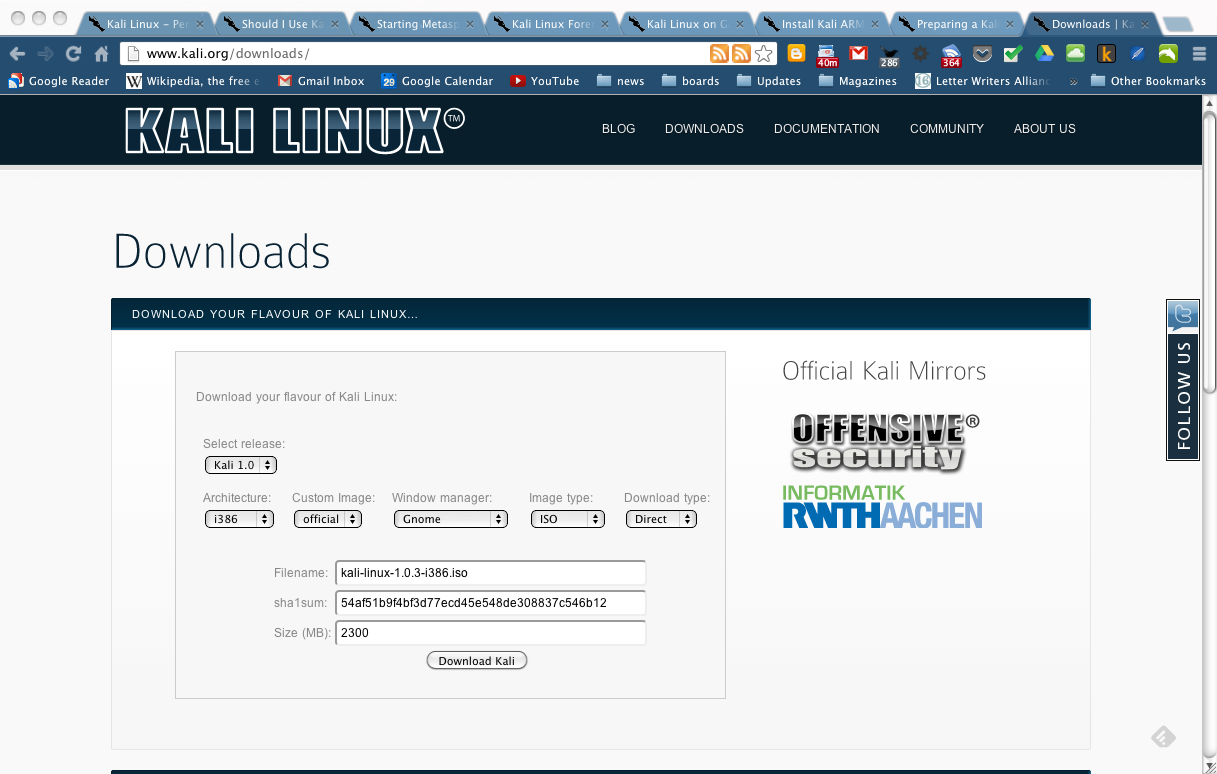 Kali Linux – Pe
Should I Use Ka
Starting Metasp
Kali Linux Foren
Kali Linux on G
Install Kali ARM
Preparing a Kal
Downloads | Ka
www.kali.org/downloads/
40m
286
364
Google Reader
Wikipedia, the free e
Gmail Inbox
Google Calendar
YouTube
news
boards
Updates
Magazines
Letter Writers Allianc
»
Other Bookmarks
KALI LINUX™
BLOG
DOWNLOADS
DOCUMENTATION
COMMUNITY
ABOUT US
Downloads
DOWNLOAD YOUR FLAVOUR OF KALI LINUX...
Download your flavour of Kali Linux:
Select release:
Kali 1.0
Architecture: Custom Image: Window manager: Image type: Download type:
i386 official Gnome ISO Direct
Filename: kali-linux-1.0.3-i386.iso
sha1sum: 54af51b9f4bf3d77ecd45e548de308837c546b12
Size (MB): 2300
Download Kali
Official Kali Mirrors
OFFENSIVE®
security
INFORMATIK
RWTHAACHEN
FOLLOW US